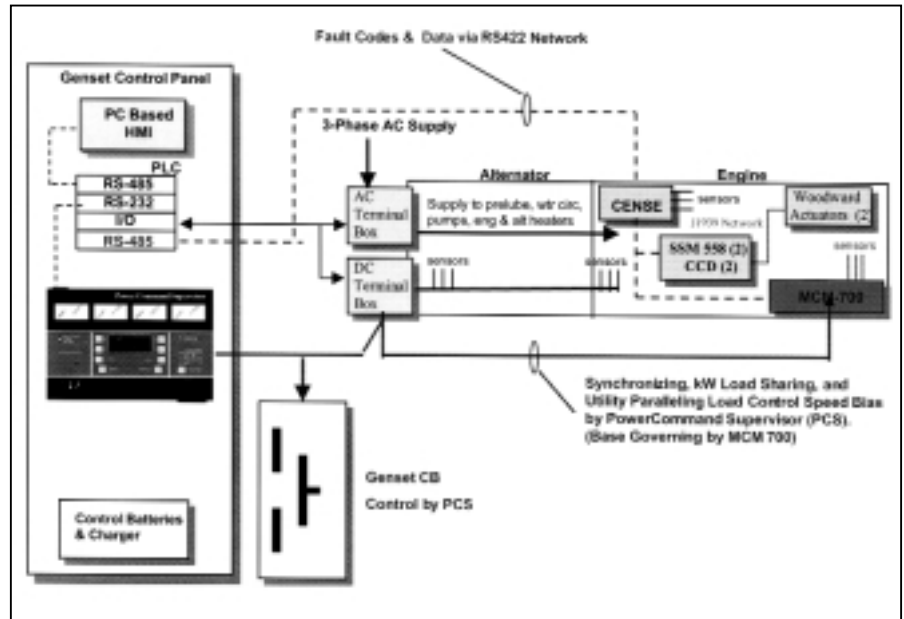 Fault Codes & Data via RS422 Network
Genset Control Panel
PC Based
HMI
PLC
RS-485
RS-232
I/O
RS-485
3-Phase AC Supply
AC
Terminal
Box
DC
Terminal
Box
Alternator
Engine
Supply to prelube, wtr circ,
pumps, eng & alt heaters
sensors
sensors
CENSE
sensors
J1939 Network
SSM 558 (2)
CCD (2)
Woodward
Actuators (2)
sensors
MCM-700
PowerCommand Supervisor
Synchronizing, kW Load Sharing, and
Utility Paralleling Load Control Speed Bias
by PowerCommand Supervisor (PCS).
(Base Governing by MCM 700)
Genset CB
Control by PCS
Control Batteries
& Charger